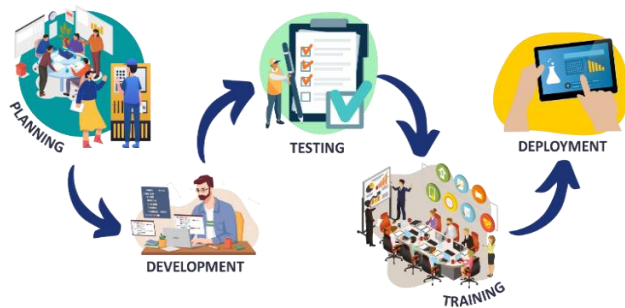 PLANNING
DEVELOPMENT
TESTING
TRAINING
DEPLOYMENT